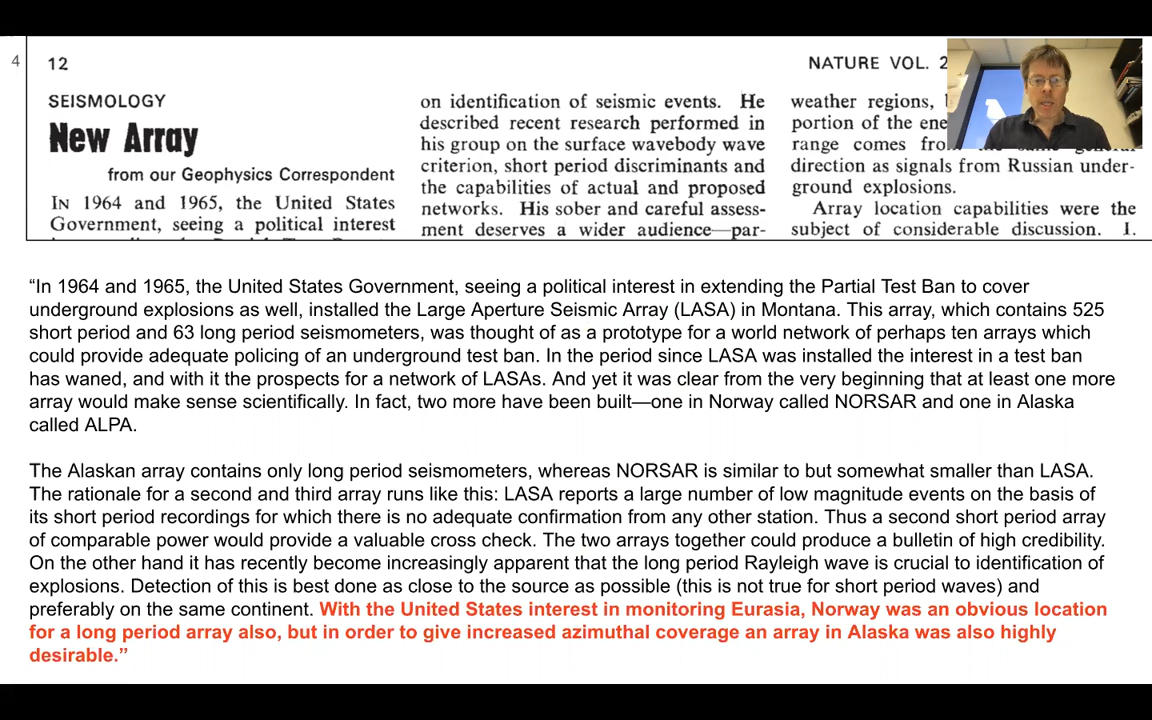 4
12
NATURE VOL. 2
SEISMOLOGY
New Array
from our Geophysics Correspondent
IN 1964 and 1965, the United States
Government, seeing a political interest
on identification of seismic events. He
described recent research performed in
his group on the surface wavebody wave
criterion, short period discriminants and
the capabilities of actual and proposed
networks. His sober and careful assess-
ment deserves a wider audience—par-
weather regions,
portion of the ene
range comes from the same general
direction as signals from Russian under-
ground explosions.
Array location capabilities were the
subject of considerable discussion. I.
“In 1964 and 1965, the United States Government, seeing a political interest in extending the Partial Test Ban to cover
underground explosions as well, installed the Large Aperture Seismic Array (LASA) in Montana. This array, which contains 525
short period and 63 long period seismometers, was thought of as a prototype for a world network of perhaps ten arrays which
could provide adequate policing of an underground test ban. In the period since LASA was installed the interest in a test ban
has waned, and with it the prospects for a network of LASAs. And yet it was clear from the very beginning that at least one more
array would make sense scientifically. In fact, two more have been built—one in Norway called NORSAR and one in Alaska
called ALPA.
The Alaskan array contains only long period seismometers, whereas NORSAR is similar to but somewhat smaller than LASA.
The rationale for a second and third array runs like this: LASA reports a large number of low magnitude events on the basis of
its short period recordings for which there is no adequate confirmation from any other station. Thus a second short period array
of comparable power would provide a valuable cross check. The two arrays together could produce a bulletin of high credibility.
On the other hand it has recently become increasingly apparent that the long period Rayleigh wave is crucial to identification of
explosions. Detection of this is best done as close to the source as possible (this is not true for short period waves) and
preferably on the same continent. With the United States interest in monitoring Eurasia, Norway was an obvious location
for a long period array also, but in order to give increased azimuthal coverage an array in Alaska was also highly
desirable.”